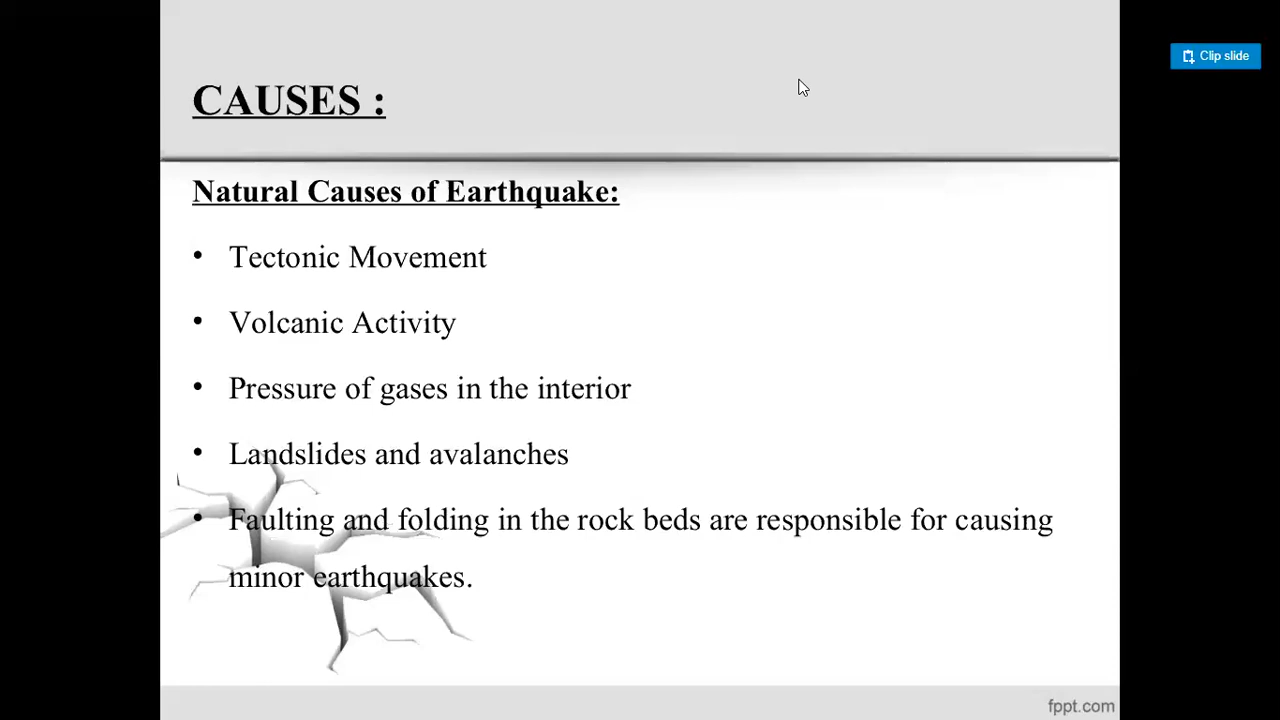 Clip slide
CAUSES :
Natural Causes of Earthquake:
• Tectonic Movement
• Volcanic Activity
• Pressure of gases in the interior
• Landslides and avalanches
• Faulting and folding in the rock beds are responsible for causing
minor earthquakes.
fppt.com